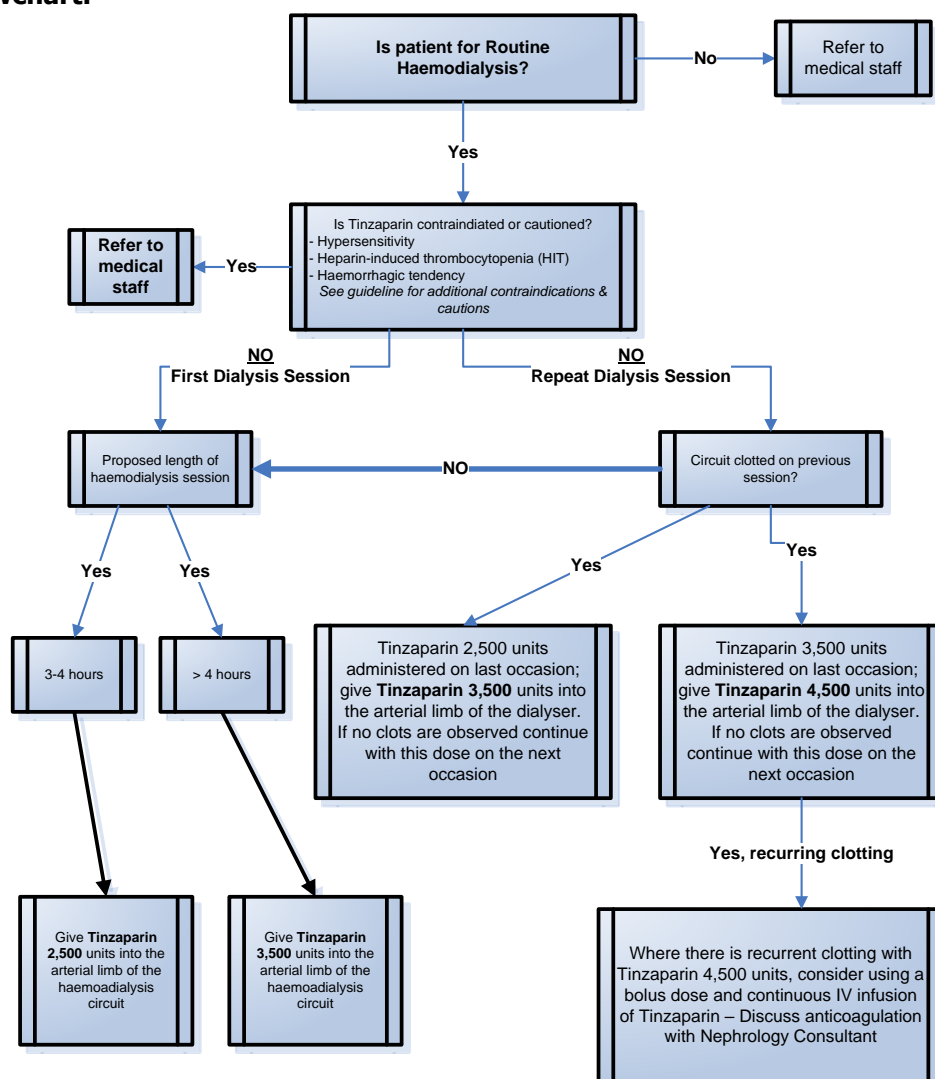 Is patient for Routine
Haemodialysis?
No
Refer to
medical staff
Yes
Is Tinzaparin contraindiated or cautioned?
- Hypersensitivity
- Heparin-induced thrombocytopenia (HIT)
- Haemorrhagic tendency
See guideline for additional contraindications &
cautions
Yes
Refer to
medical
staff
NO
First Dialysis Session
NO
Repeat Dialysis Session
Proposed length of
haemodialysis session
NO
Circuit clotted on previous
session?
Yes
Yes
Yes
Yes
3-4 hours
> 4 hours
Tinzaparin 2,500 units
administered on last occasion;
give Tinzaparin 3,500 units into
the arterial limb of the dialyser.
If no clots are observed continue
with this dose on the next
occasion
Tinzaparin 3,500 units
administered on last occasion;
give Tinzaparin 4,500 units into
the arterial limb of the dialyser.
If no clots are observed
continue with this dose on the
next occasion
Yes, recurring clotting
Give Tinzaparin
2,500 units into the
arterial limb of the
haemodialysis
circuit
Give Tinzaparin
3,500 units into the
arterial limb of the
haemoadialysis
circuit
Where there is recurrent clotting with
Tinzaparin 4,500 units, consider using a
bolus dose and continuous IV infusion
of Tinzaparin – Discuss anticoagulation
with Nephrology Consultant